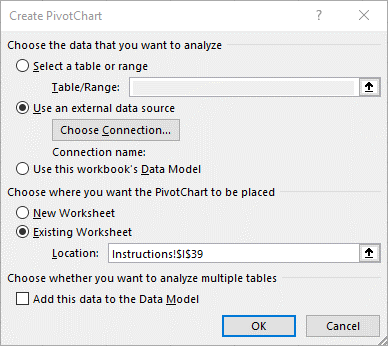 Create PivotChart ? ×
Choose the data that you want to analyze
Select a table or range
Table/Range:
Use an external data source
Choose Connection...
Connection name:
Use this workbook's Data Model
Choose where you want the PivotChart to be placed
New Worksheet
Existing Worksheet
Location: Instructions!$I$39
Choose whether you want to analyze multiple tables
Add this data to the Data Model
OK Cancel